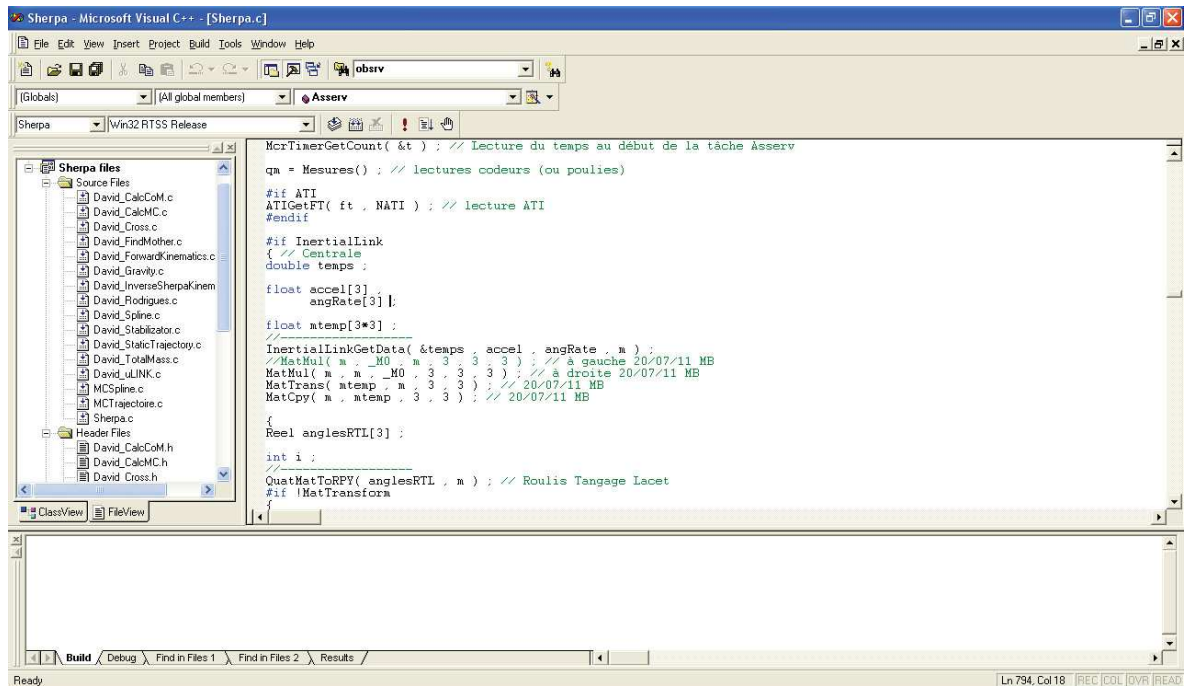 Sherpa - Microsoft Visual C++ - [Sherpa.c]
File Edit View Insert Project Build Tools Window Help
obsrv
(Globals) (All global members) Asserv
Sherpa Win32 RTSS Release
Sherpa files
Source Files
David_CalcCoM.c
David_CalcMC.c
David_Cross.c
David_FindMother.c
David_ForwardKinematics.c
David_Gravity.c
David_InverseSherpaKinem
David_Rodrigues.c
David_Spline.c
David_Stabilizator.c
David_StaticTrajectory.c
David_TotalMass.c
David_uLINK.c
MCSpline.c
MCTrajectoire.c
Sherpa.c
Header Files
David_CalcCoM.h
David_CalcMC.h
David_Cross.h
ClassView FileView
McrTimerGetCount( &t ) ; // Lecture du temps au début de la tâche Asserv
qm = Mesures() ; // lectures codeurs (ou poulies)
#if ATI
ATIGetFT( ft , NATI ) ; // lecture ATI
#endif
#if InertialLink
{ // Centrale
double temps ;
float accel[3] ,
angRate[3] ;
float mtemp[3*3] ;
//-------------------
InertialLinkGetData( &temps , accel , angRate , m ) ;
//MatMul( m , _M0 , m , 3 , 3 , 3 ) ; // à gauche 20/07/11 MB
MatMul( m , m , _M0 , 3 , 3 , 3 ) ; // à droite 20/07/11 MB
MatTrans( mtemp , m , 3 , 3 ) ; // 20/07/11 MB
MatCpy( m , mtemp , 3 , 3 ) ; // 20/07/11 MB
{
Reel anglesRTL[3] ;
int i ;
//-------------------
QuatMatToRPY( anglesRTL , m ) ; // Roulis Tangage Lacet
#if !MatTransform
{
Build Debug Find in Files 1 Find in Files 2 Results
Ready Ln 794, Col 18 REC COL OVR READ